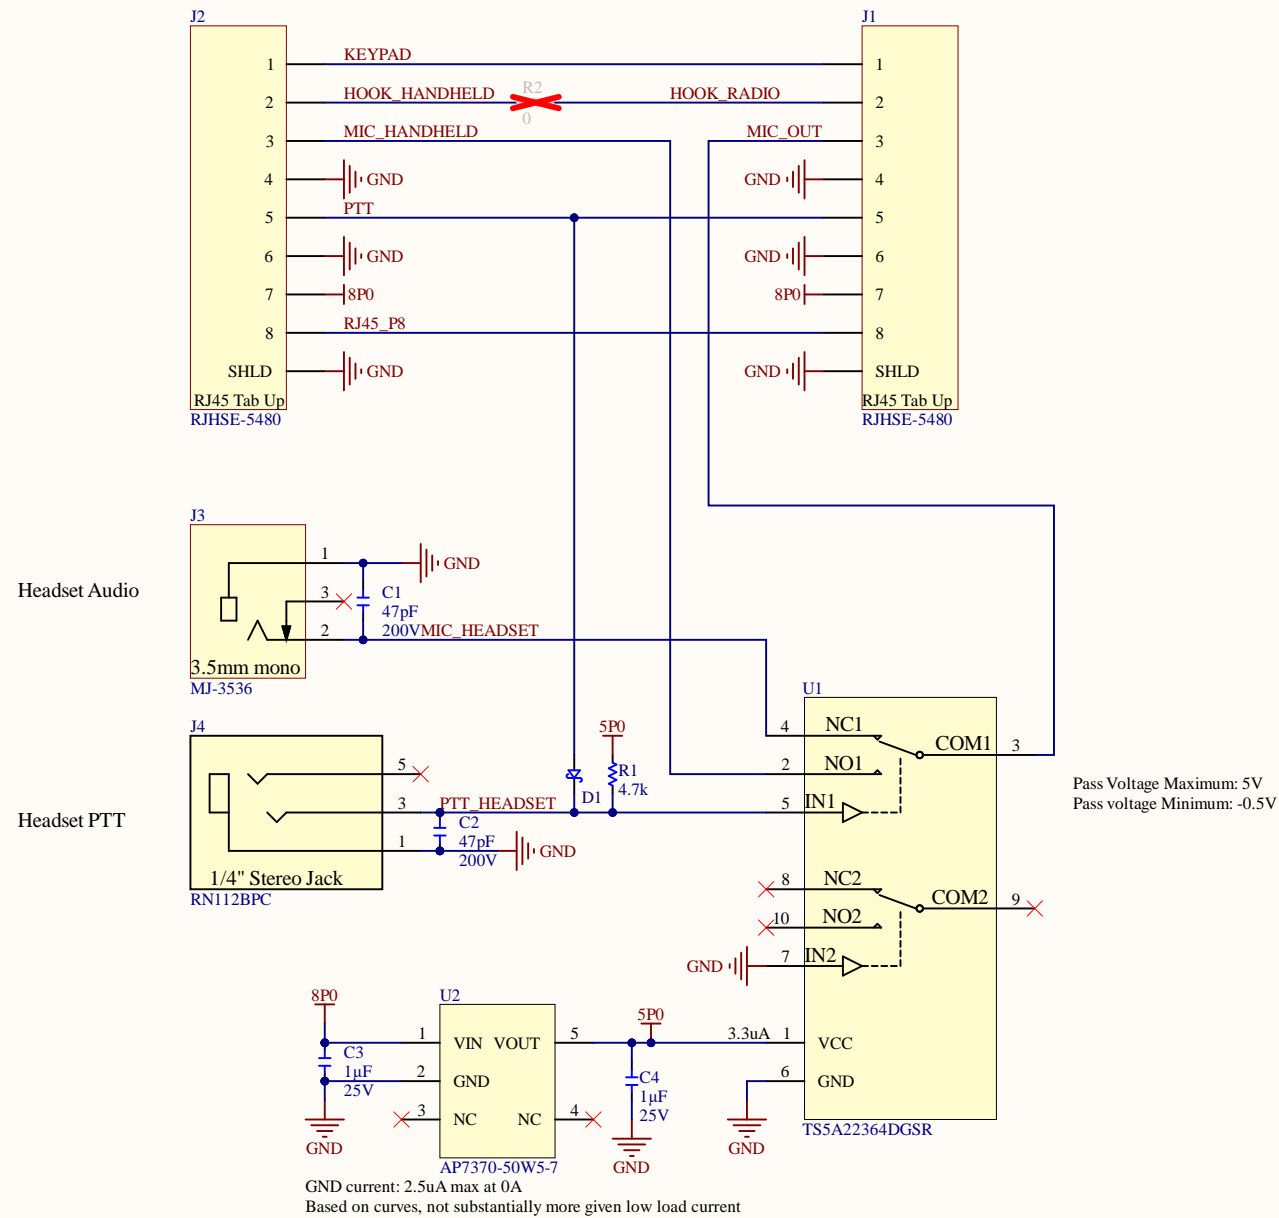 J2
J1
1
KEYPAD
1
2
HOOK_HANDHELD
R2
0
HOOK_RADIO
2
3
MIC_HANDHELD
MIC_OUT
3
4
GND
GND
4
5
PTT
5
6
GND
GND
6
7
8P0
8P0
7
8
RJ45_P8
8
SHLD
GND
GND
SHLD
RJ45 Tab Up
RJHSE-5480
RJ45 Tab Up
RJHSE-5480
J3
1
GND
Headset Audio
3
C1
47pF
200V
2
MIC_HEADSET
3.5mm mono
MJ-3536
J4
5
3
PTT_HEADSET
Headset PTT
C2
47pF
200V
1
GND
1/4" Stereo Jack
RN112BPC
5P0
R1
4.7k
D1
U1
4
NC1
COM1
3
2
NO1
5
IN1
Pass Voltage Maximum: 5V
Pass voltage Minimum: -0.5V
8
NC2
COM2
9
10
NO2
GND
7
IN2
3.3uA
1
VCC
6
GND
GND
TS5A22364DGSR
8P0
U2
5P0
1
VIN
VOUT
5
C3
1µF
25V
2
GND
C4
1µF
25V
3
NC
NC
4
GND
GND
AP7370-50W5-7
GND current: 2.5uA max at 0A
Based on curves, not substantially more given low load current